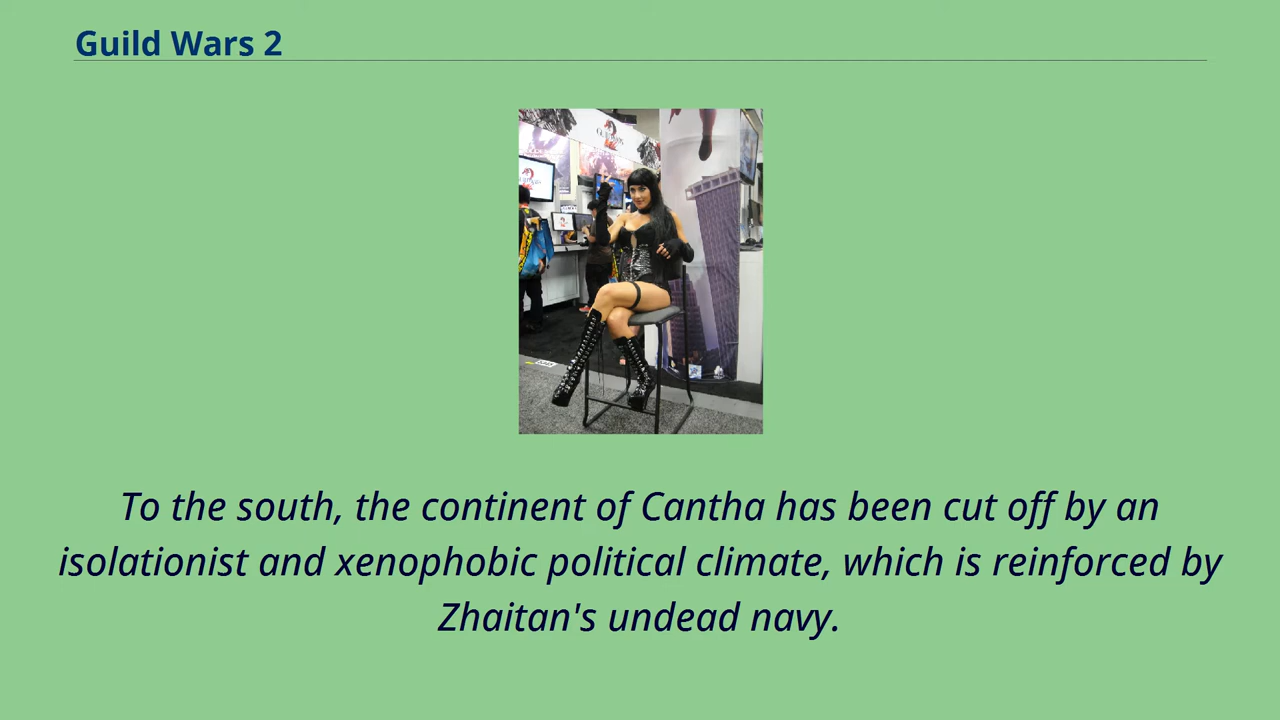 Guild Wars 2
To the south, the continent of Cantha has been cut off by an
isolationist and xenophobic political climate, which is reinforced by
Zhaitan's undead navy.